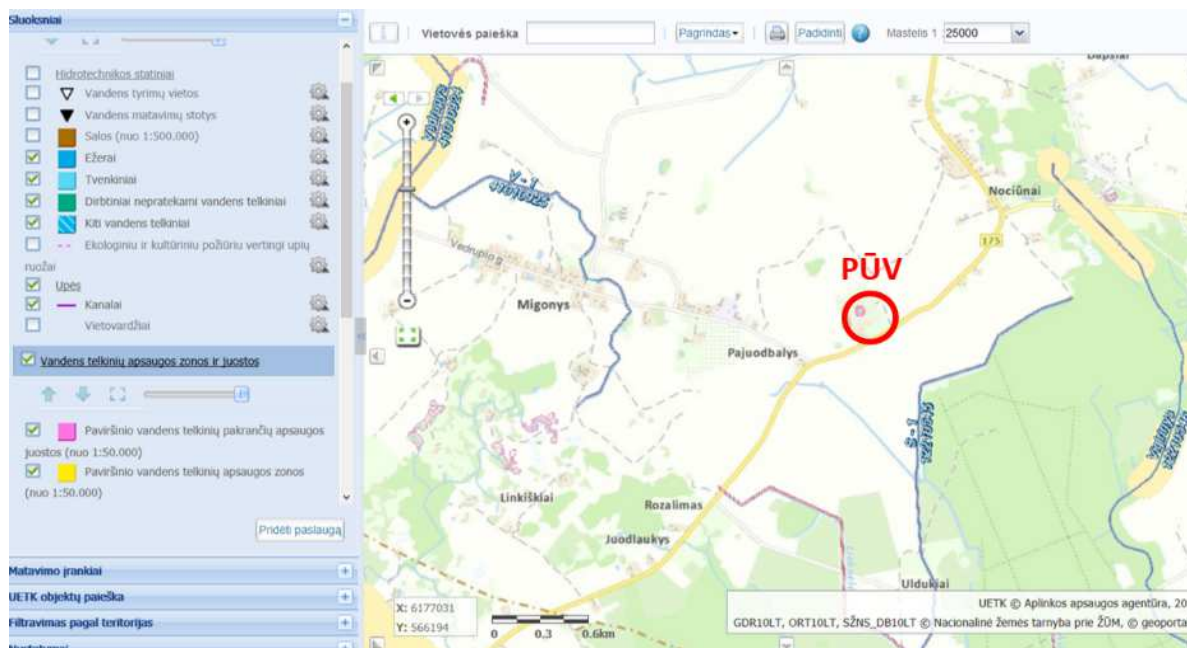 Sluoksniai
Hidrotechnikos statiniai
Vandens tyrimų vietos
Vandens matavimų stotys
Salos (nuo 1:500.000)
Ežerai
Tvenkiniai
Dirbtiniai nepratekami vandens telkiniai
Kiti vandens telkiniai
Ekologiniu ir kultūriniu požiūriu vertingi upių
ruožai
Upės
Kanalai
Vietovardžiai
Vandens telkinių apsaugos zonos ir juostos
Paviršinio vandens telkinių pakrančių apsaugos
juostos (nuo 1:50.000)
Paviršinio vandens telkinių apsaugos zonos
(nuo 1:50.000)
Pridėti paslaugą
Matavimo įrankiai
UETK objektų paieška
Filtravimas pagal teritorijas
Vietovės paieška
Pagrindas
Padidinti
Mastelis 1: 25000
V - 1
41010025
Nociūnai
175
PŪV
Vedrupio g.
Migonys
Pajuodbalys
S - 1
Linkiškiai
Rozalimas
Juodlaukys
Uldukiai
X: 6177031
Y: 566194
0 0.3 0.6km
UETK © Aplinkos apsaugos agentūra, 20
GDR10LT, ORT10LT, SŽNS_DB10LT © Nacionalinė žemės tarnyba prie ŽŪM, © geoporta